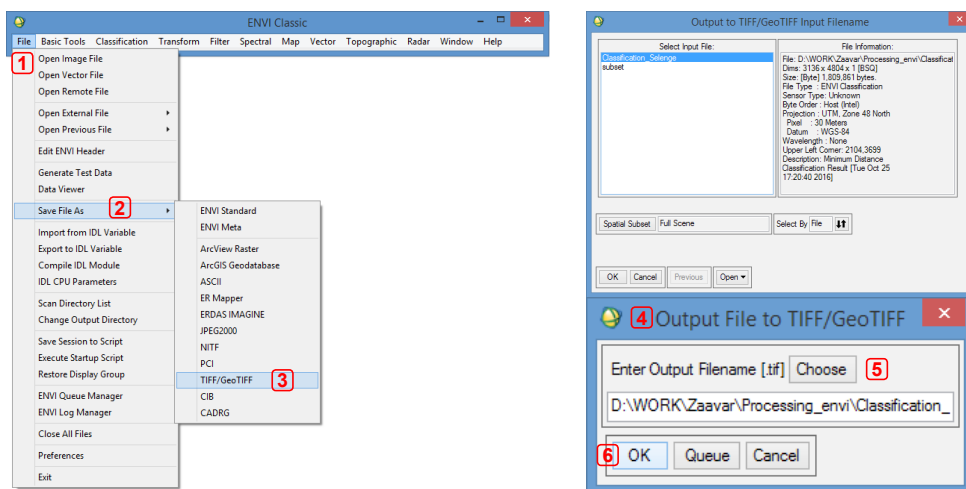 ENVI Classic
File Basic Tools Classification Transform Filter Spectral Map Vector Topographic Radar Window Help
1
Open Image File
Open Vector File
Open Remote File
Open External File
Open Previous File
Edit ENVI Header
Generate Test Data
Data Viewer
Save File As 2
Import from IDL Variable
Export to IDL Variable
Compile IDL Module
IDL CPU Parameters
Scan Directory List
Change Output Directory
Save Session to Script
Execute Startup Script
Restore Display Group
ENVI Queue Manager
ENVI Log Manager
Close All Files
Preferences
Exit
ENVI Standard
ENVI Meta
ArcView Raster
ArcGIS Geodatabase
ASCII
ER Mapper
ERDAS IMAGINE
JPEG2000
NITF
PCI
TIFF/GeoTIFF 3
CIB
CADRG
Output to TIFF/GeoTIFF Input Filename
Select Input File:
Classification_Selenge
subset
File Information:
File: D:\WORK\Zaavar\Processing_envi\Classificat
Dims: 3136 x 4804 x 1 [BSQ]
Size: [Byte] 1,809,861 bytes.
File Type : ENVI Classification
Sensor Type: Unknown
Byte Order : Host (Intel)
Projection : UTM, Zone 48 North
Pixel : 30 Meters
Datum : WGS-84
Wavelength : None
Upper Left Corner: 2104,3699
Description: Minimum Distance
Classification Result [Tue Oct 25
17:20:40 2016]
Spatial Subset Full Scene Select By File
OK Cancel Previous Open
4 Output File to TIFF/GeoTIFF
Enter Output Filename [.tif] Choose 5
D:\WORK\Zaavar\Processing_envi\Classification_
6 OK Queue Cancel